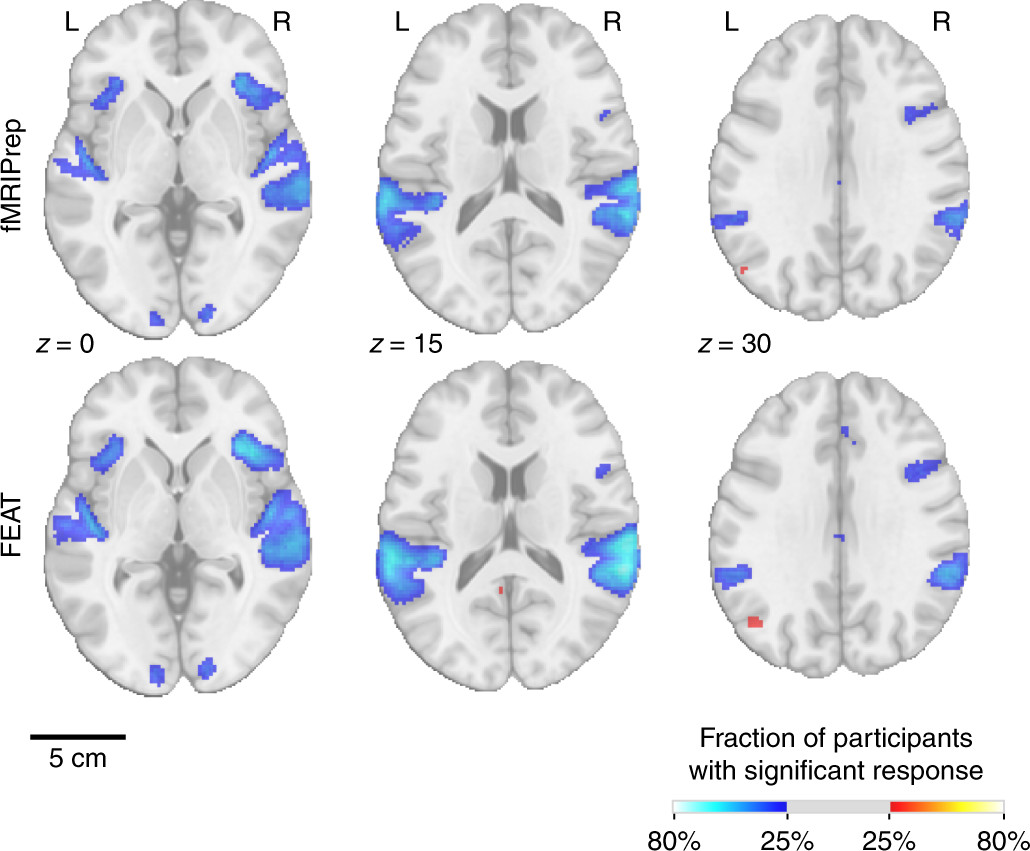 L R L R L R
fMRIPrep
z = 0 z = 15 z = 30
FEAT
5 cm
Fraction of participants
with significant response
80% 25% 25% 80%